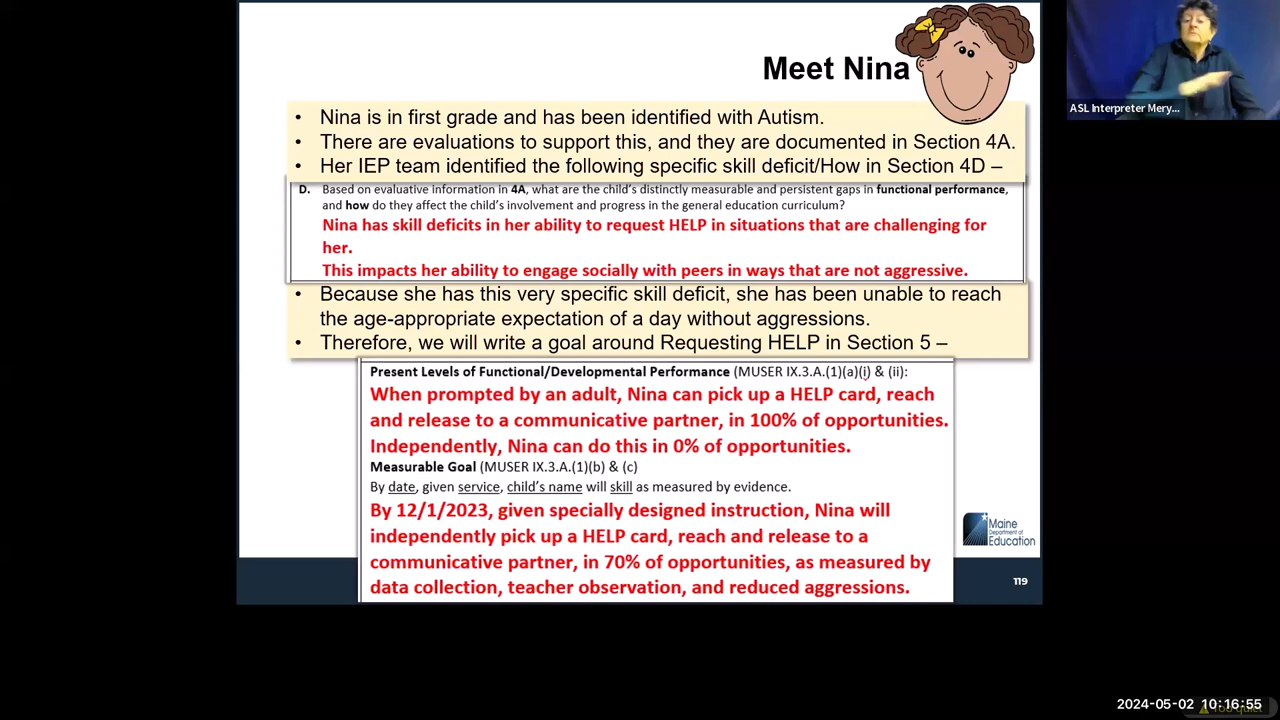 Meet Nina
• Nina is in first grade and has been identified with Autism.
• There are evaluations to support this, and they are documented in Section 4A.
• Her IEP team identified the following specific skill deficit/How in Section 4D –
D. Based on evaluative information in 4A, what are the child's distinctly measurable and persistent gaps in functional performance,
and how do they affect the child's involvement and progress in the general education curriculum?
Nina has skill deficits in her ability to request HELP in situations that are challenging for
her.
This impacts her ability to engage socially with peers in ways that are not aggressive.
• Because she has this very specific skill deficit, she has been unable to reach
the age-appropriate expectation of a day without aggressions.
• Therefore, we will write a goal around Requesting HELP in Section 5 –
Present Levels of Functional/Developmental Performance (MUSER IX.3.A.(1)(a)(i) & (ii):
When prompted by an adult, Nina can pick up a HELP card, reach
and release to a communicative partner, in 100% of opportunities.
Independently, Nina can do this in 0% of opportunities.
Measurable Goal (MUSER IX.3.A.(1)(b) & (c)
By date, given service, child's name will skill as measured by evidence.
By 12/1/2023, given specially designed instruction, Nina will
independently pick up a HELP card, reach and release to a
communicative partner, in 70% of opportunities, as measured by
data collection, teacher observation, and reduced aggressions.
Maine
Department of
Education
119
ASL Interpreter Mery...
2024-05-02 10:16:55